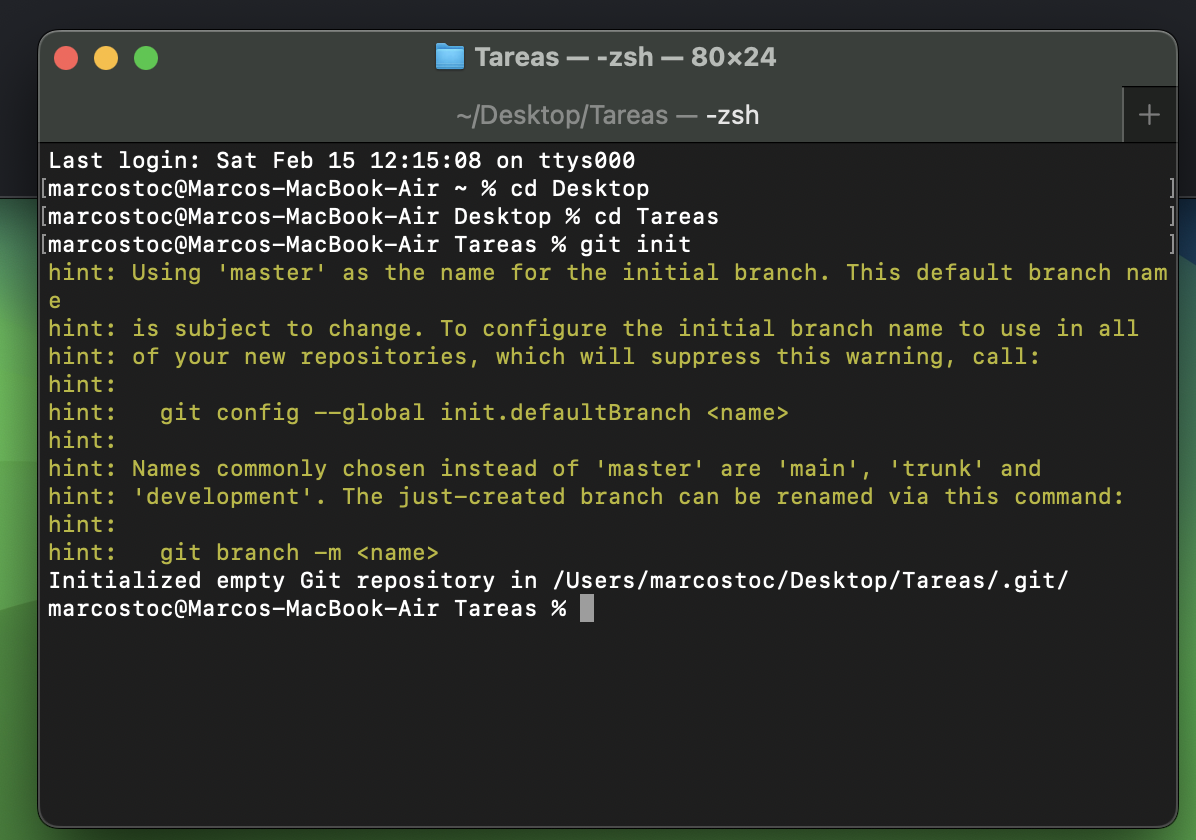 Tareas — -zsh — 80×24
~/Desktop/Tareas — -zsh
Last login: Sat Feb 15 12:15:08 on ttys000
[marcostoc@Marcos-MacBook-Air ~ % cd Desktop ]
[marcostoc@Marcos-MacBook-Air Desktop % cd Tareas ]
[marcostoc@Marcos-MacBook-Air Tareas % git init ]
hint: Using 'master' as the name for the initial branch. This default branch nam
e
hint: is subject to change. To configure the initial branch name to use in all
hint: of your new repositories, which will suppress this warning, call:
hint:
hint:   git config --global init.defaultBranch <name>
hint:
hint: Names commonly chosen instead of 'master' are 'main', 'trunk' and
hint: 'development'. The just-created branch can be renamed via this command:
hint:
hint:   git branch -m <name>
Initialized empty Git repository in /Users/marcostoc/Desktop/Tareas/.git/
marcostoc@Marcos-MacBook-Air Tareas %